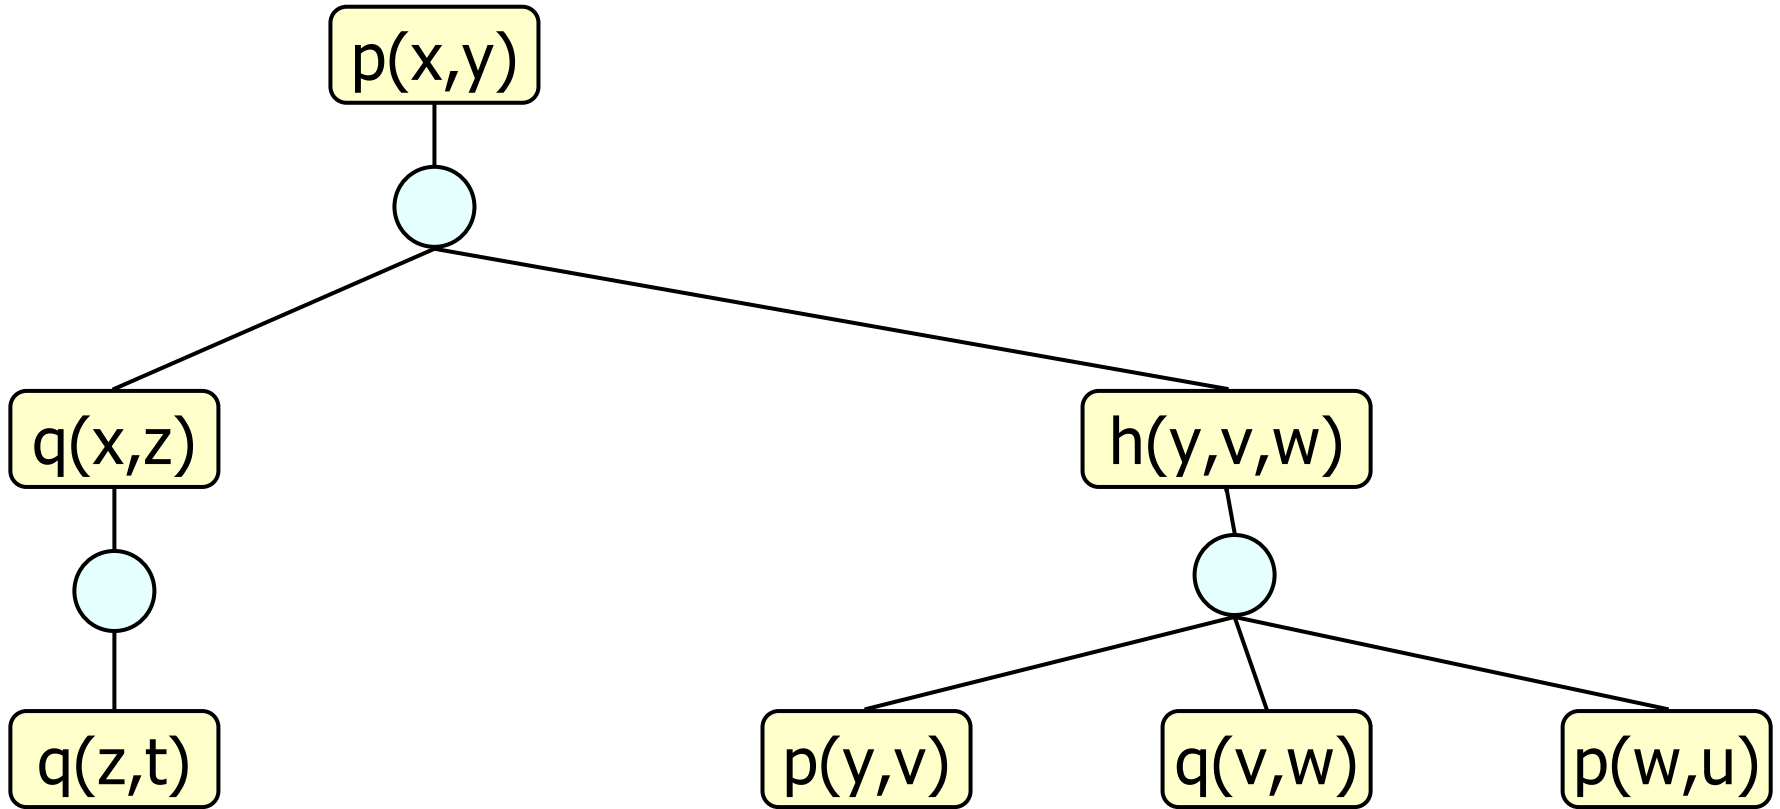 p(x,y)
q(x,z)
h(y,v,w)
q(z,t)
p(y,v)
q(v,w)
p(w,u)